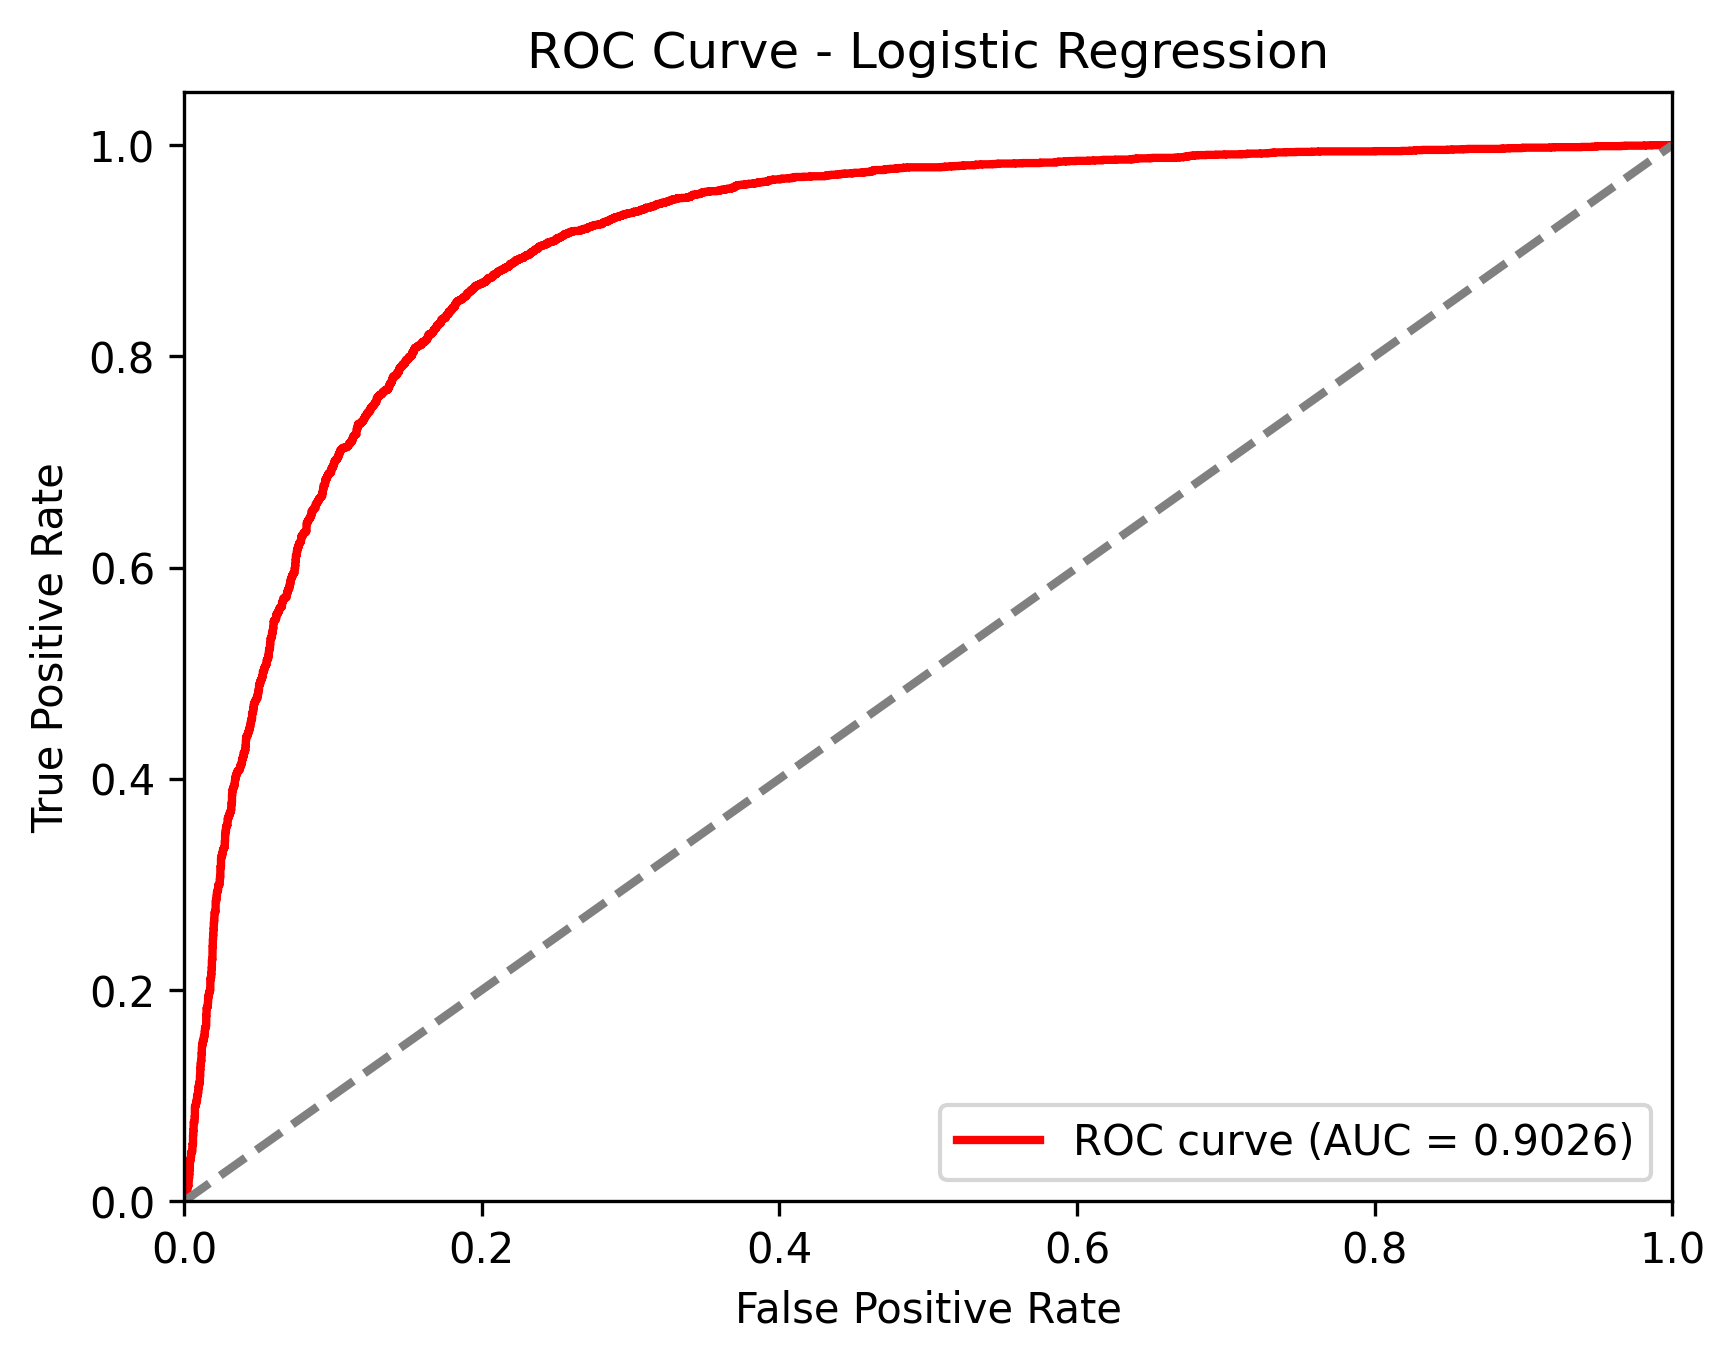 ROC Curve - Logistic Regression
1.0
0.8
0.6
0.4
0.2
0.0
True Positive Rate
ROC curve (AUC = 0.9026)
0.0 0.2 0.4 0.6 0.8 1.0
False Positive Rate